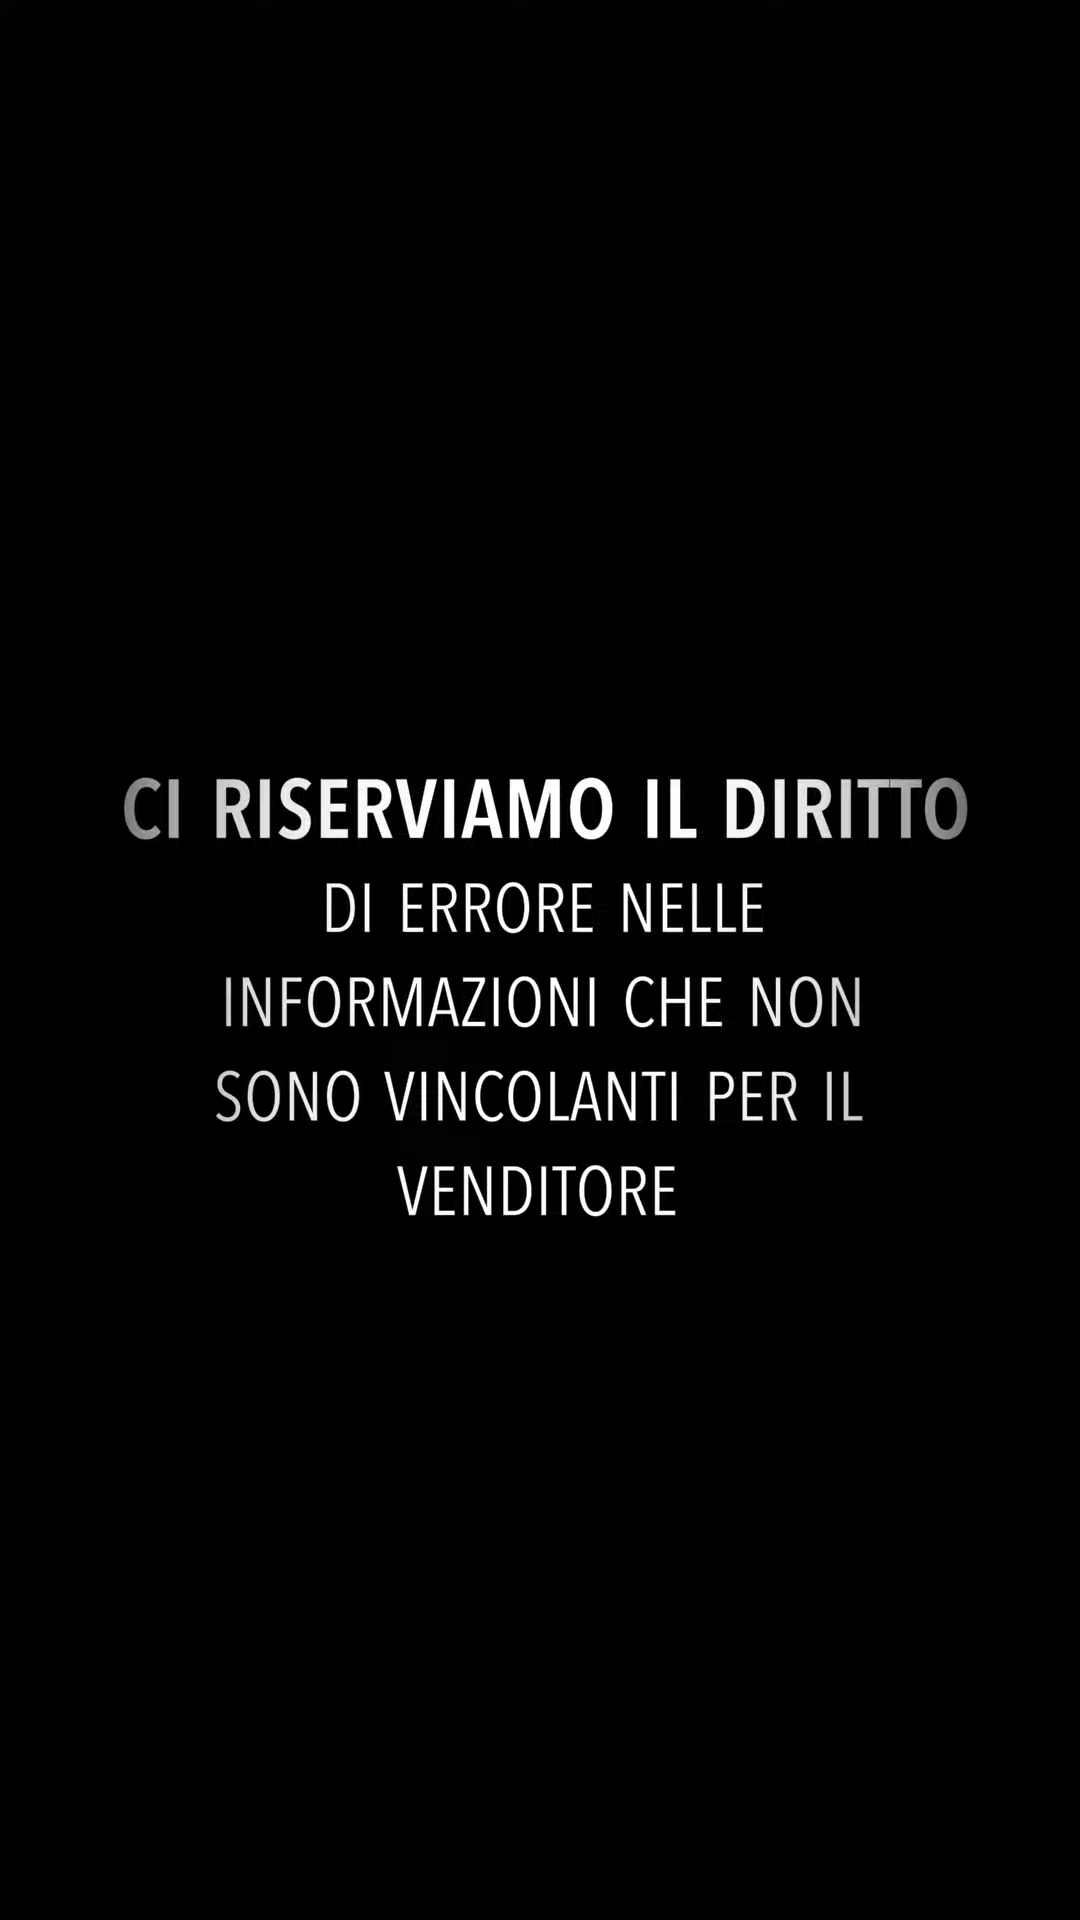 CI RISERVIAMO IL DIRITTO
DI ERRORE NELLE
INFORMAZIONI CHE NON
SONO VINCOLANTI PER IL
VENDITORE